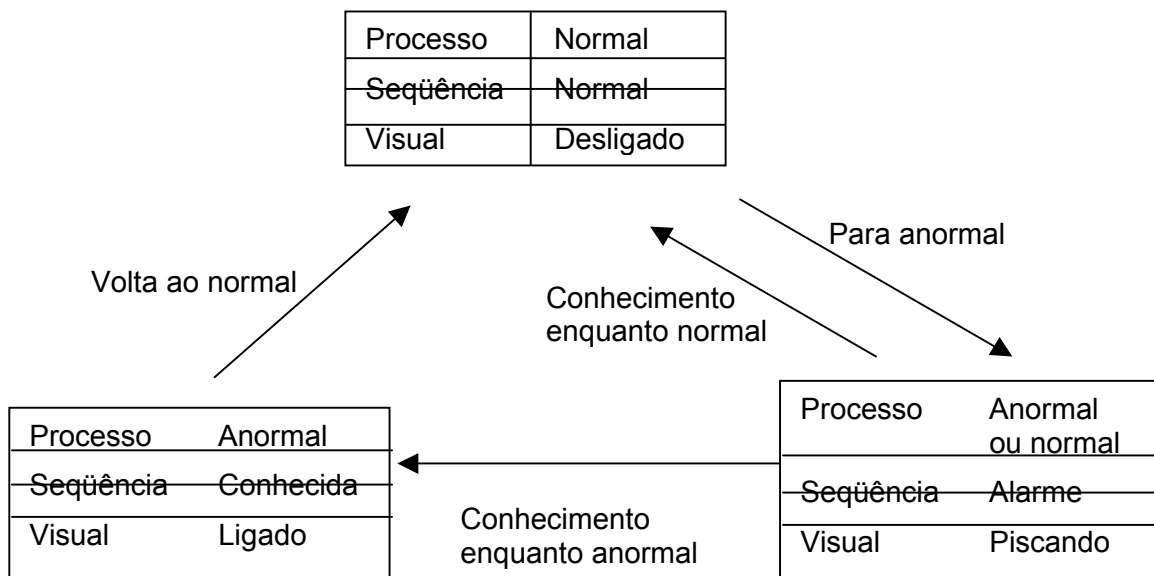 Processo Normal
Seqüência Normal
Visual Desligado
Para anormal
Volta ao normal
Conhecimento
enquanto normal
Processo Anormal
ou normal
Seqüência Alarme
Visual Piscando
Processo Anormal
Seqüência Conhecida
Visual Ligado
Conhecimento
enquanto anormal